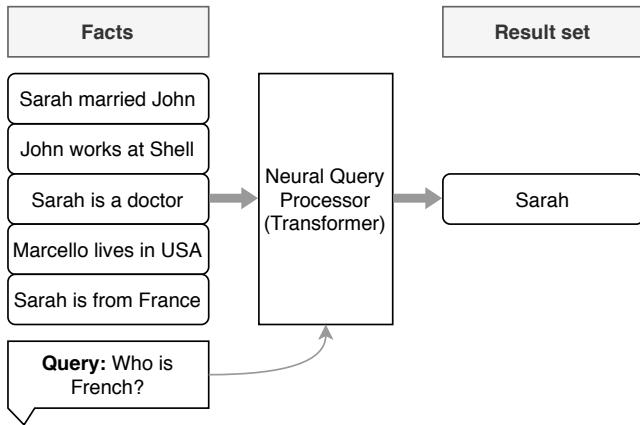 Facts
Result set
Sarah married John
John works at Shell
Sarah is a doctor
Marcello lives in USA
Sarah is from France
Neural Query
Processor
(Transformer)
Sarah
Query: Who is
French?